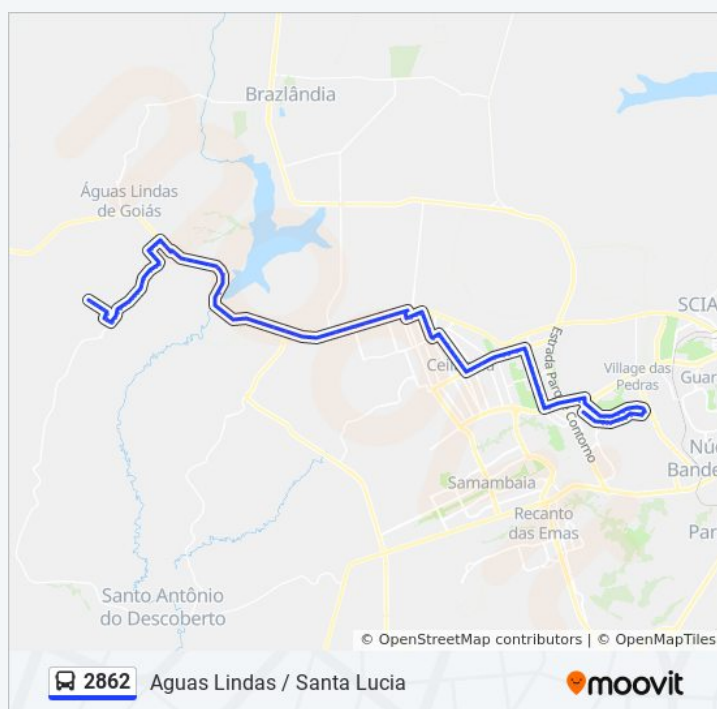 Brazlândia
Águas Lindas
de Goiás
SCIA
Estrada Parque Contorno
Village das
Pedras
Guar
Samambaia
Núc
Bande
Recanto
das Emas
Par
Santo Antônio
do Descoberto
© OpenStreetMap contributors | © OpenMapTiles
2862 Aguas Lindas / Santa Lucia
moovit